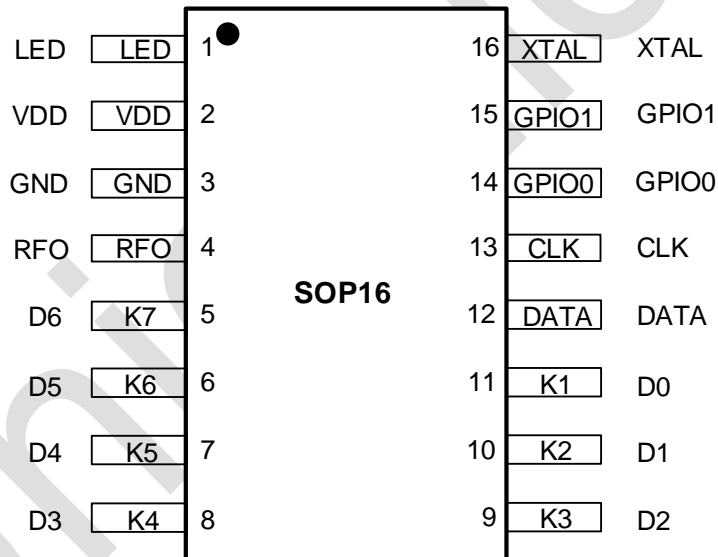 LED LED 1 16 XTAL XTAL
VDD VDD 2 15 GPIO1 GPIO1
GND GND 3 14 GPIO0 GPIO0
RFO RFO 4 13 CLK CLK
SOP16
D6 K7 5 12 DATA DATA
D5 K6 6 11 K1 D0
D4 K5 7 10 K2 D1
D3 K4 8 9 K3 D2